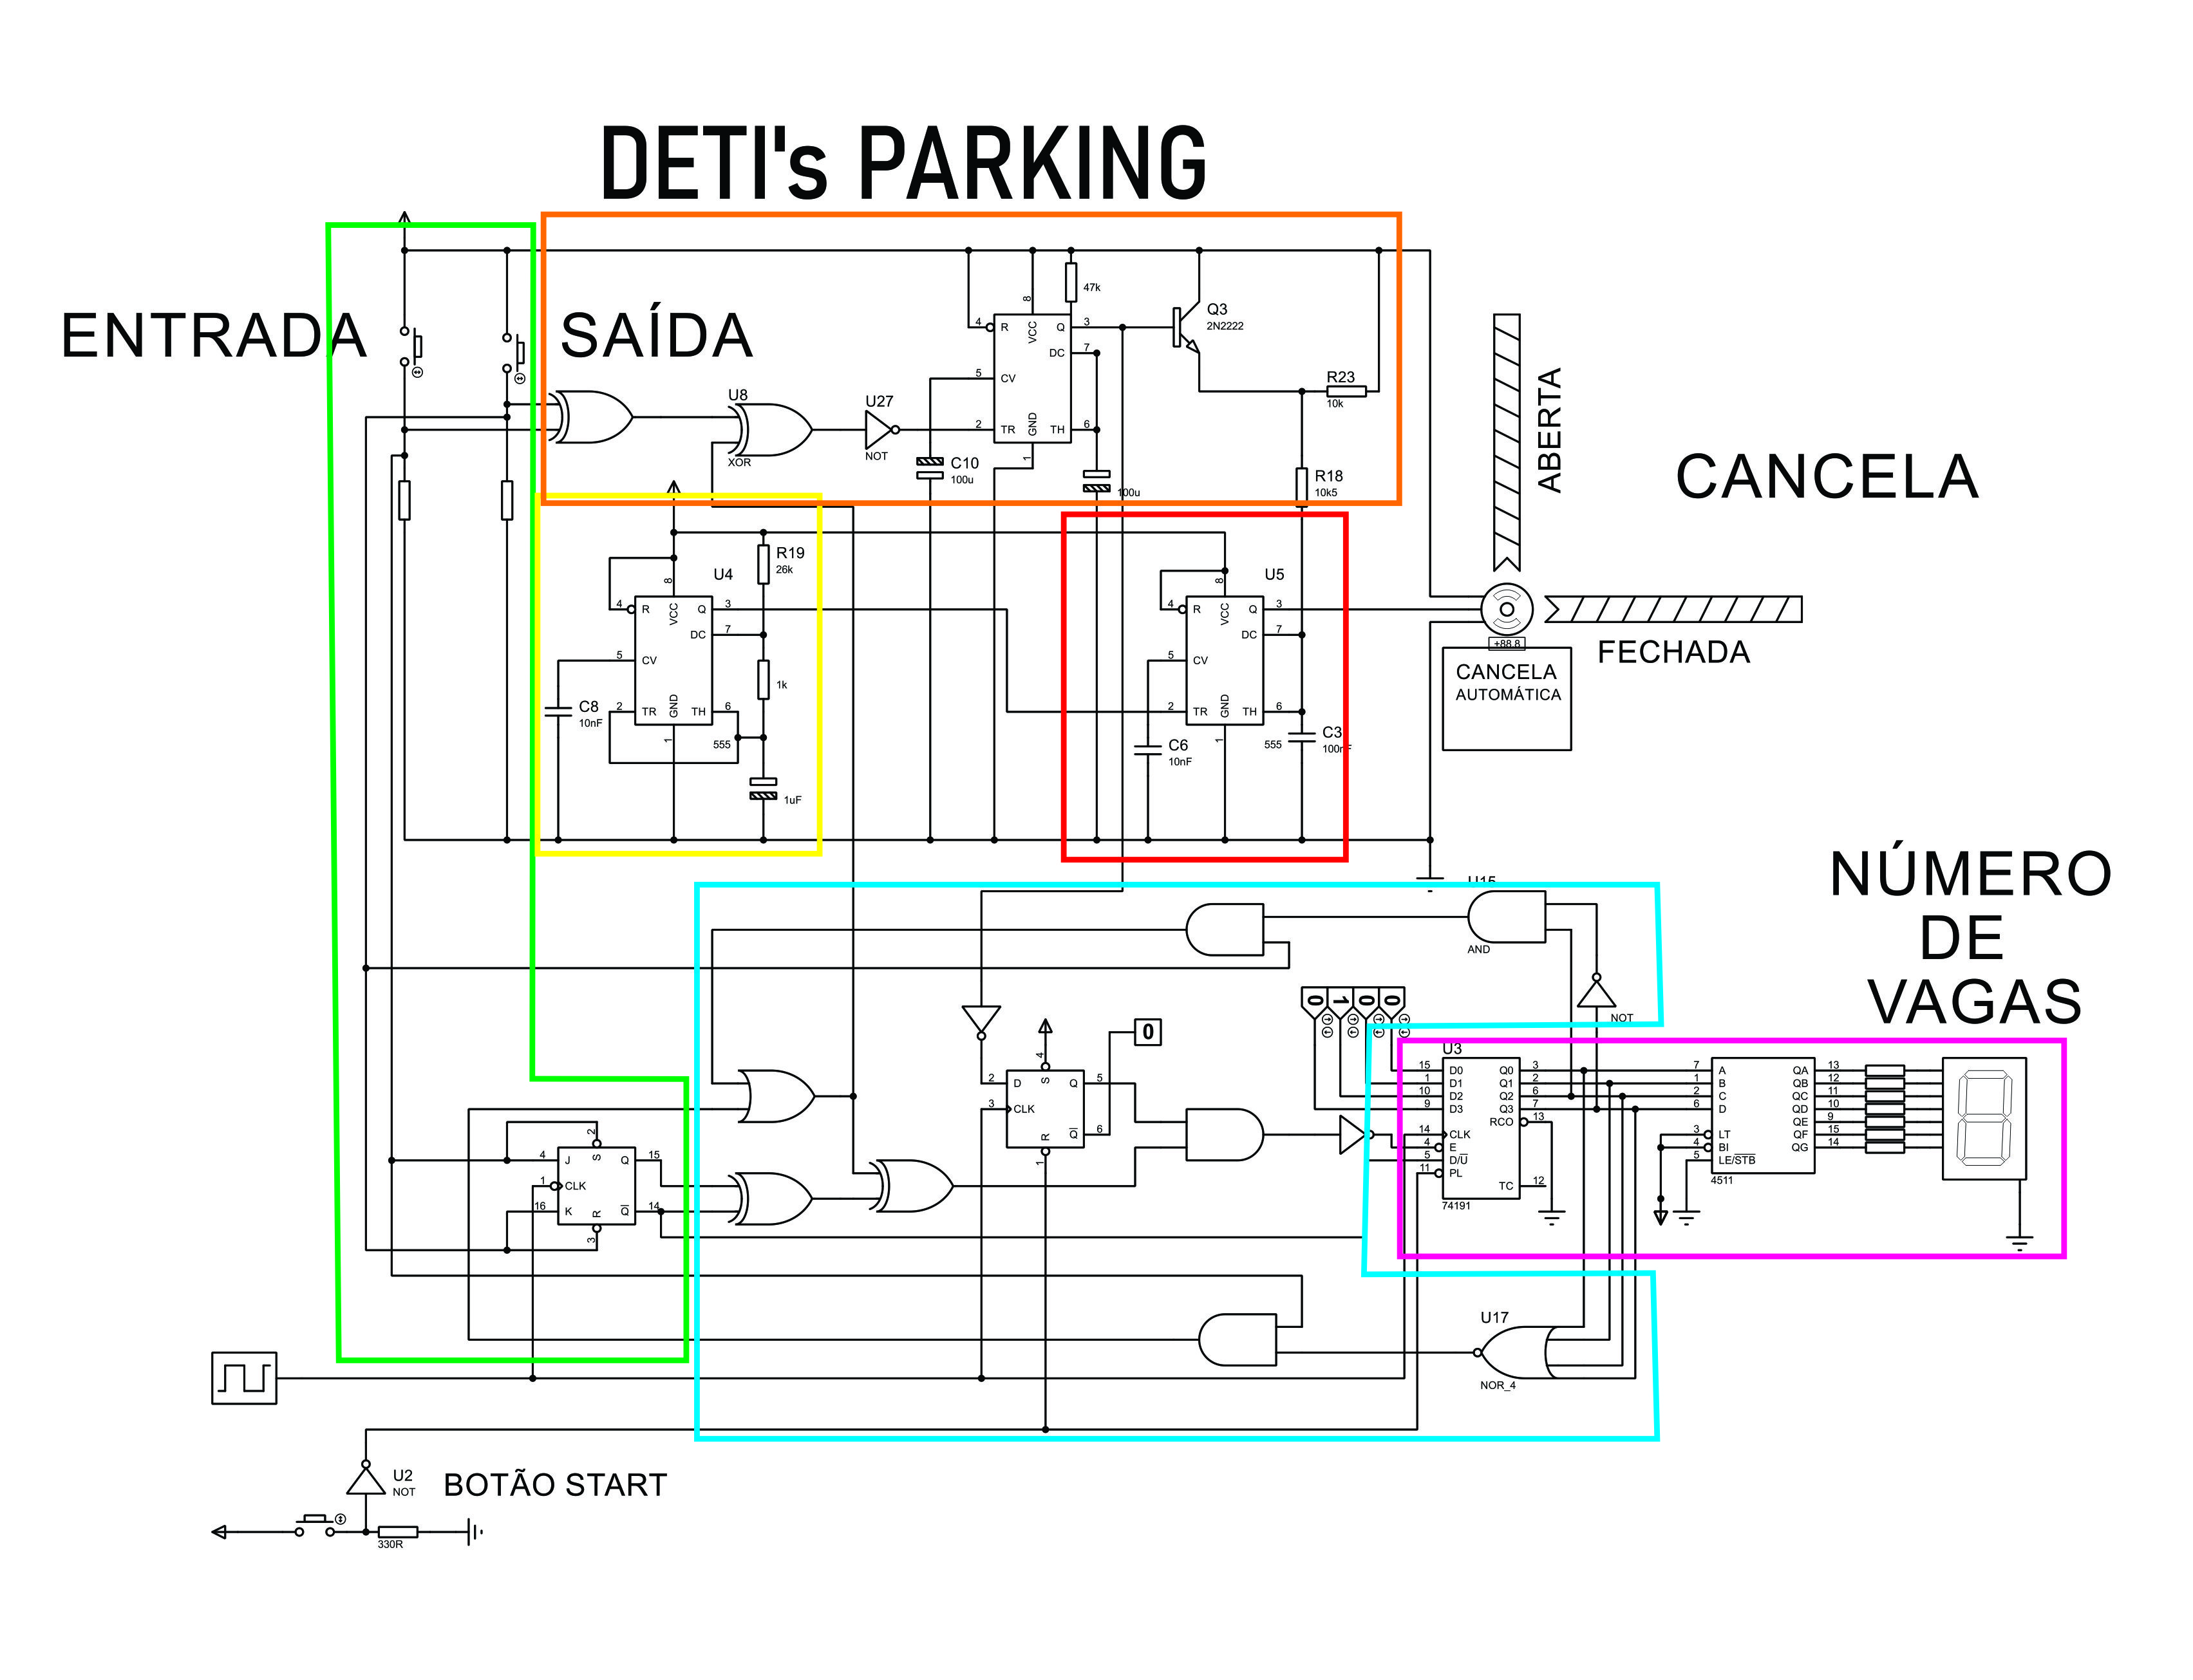 DETI's PARKING
ENTRADA
SAÍDA
ABERTA
CANCELA
FECHADA
+88.8
CANCELA
AUTOMÁTICA
NÚMERO
DE
VAGAS
U8
XOR
U27
NOT
4 R
8 VCC
Q 3
DC 7
5 CV
2 TR
GND 1
TH 6
47k
Q3
2N2222
R23
10k
R18
10k5
C10
100u
100u
U4
R19
26k
4 R
8 VCC
Q 3
DC 7
5 CV
2 TR
GND 1
TH 6
555
1k
C8
10nF
1uF
U5
4 R
8 VCC
Q 3
DC 7
5 CV
2 TR
GND 1
TH 6
555
C6
10nF
C3
100nF
U15
AND
NOT
0 1 0 0
0
2 D
4 S
Q 5
3 CLK
R 1
Q 6
4 J
2 S
Q 15
1 CLK
16 K
R 3
Q 14
U3
15 D0
1 D1
10 D2
9 D3
14 CLK
4 E
5 D/U
11 PL
Q0 3
Q1 2
Q2 6
Q3 7
RCO 13
TC 12
74191
7 A
1 B
2 C
6 D
3 LT
4 BI
5 LE/STB
QA 13
QB 12
QC 11
QD 10
QE 9
QF 15
QG 14
4511
U17
NOR_4
U2
NOT
BOTÃO START
330R